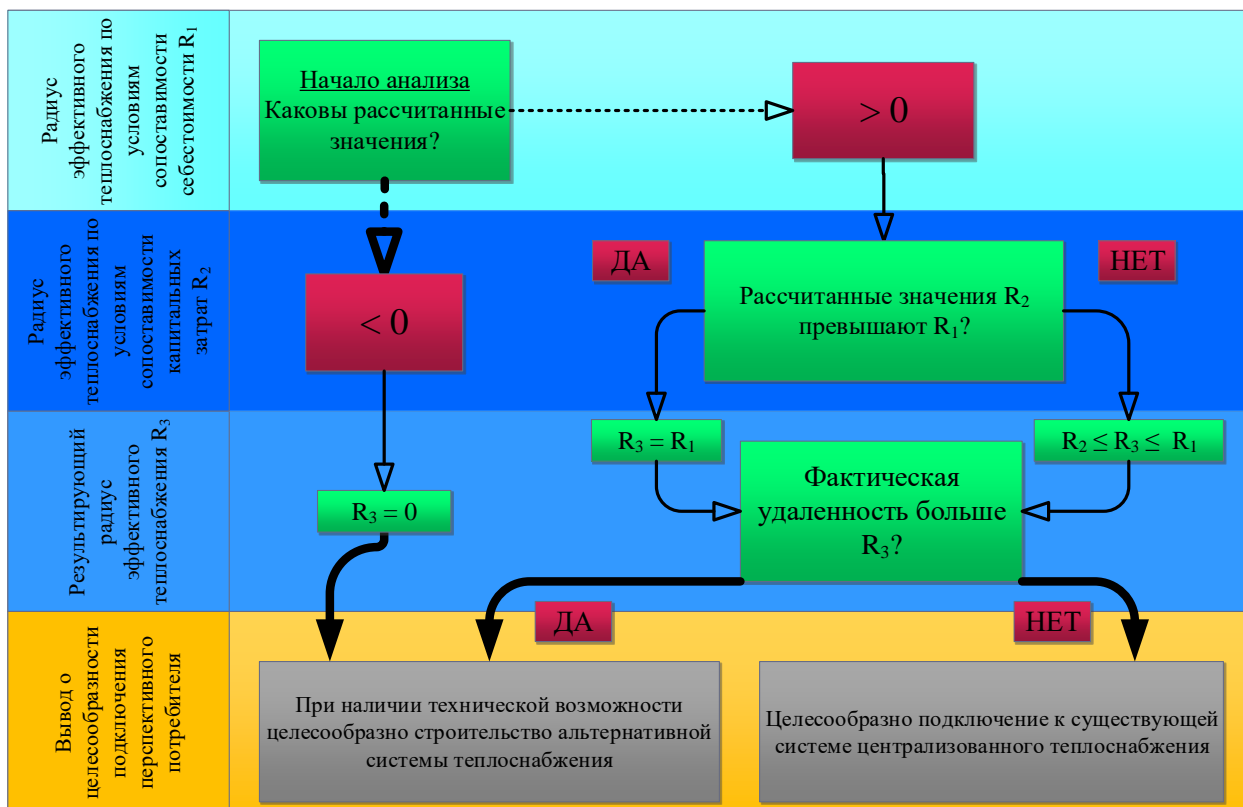 Радиус
эффективного
теплоснабжения по
условиям
сопоставимости
себестоимости R₁
Начало анализа
Каковы рассчитанные
значения?
> 0
Радиус
эффективного
теплоснабжения по
условиям
сопоставимости
капитальных
затрат R₂
< 0
ДА
НЕТ
Рассчитанные значения R₂
превышают R₁?
Результирующий
радиус
эффективного
теплоснабжения R₃
R₃ = 0
R₃ = R₁
R₂ ≤ R₃ ≤ R₁
Фактическая
удаленность больше
R₃?
Вывод о
целесообразности
подключения
перспективного
потребителя
ДА
НЕТ
При наличии технической возможности
целесообразно строительство альтернативной
системы теплоснабжения
Целесообразно подключение к существующей
системе централизованного теплоснабжения